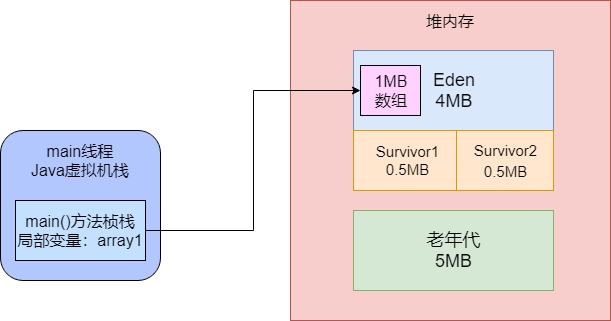 堆内存
1MB
数组
Eden
4MB
Survivor1
0.5MB
Survivor2
0.5MB
老年代
5MB
main线程
Java虚拟机栈
main()方法桢栈
局部变量：array1